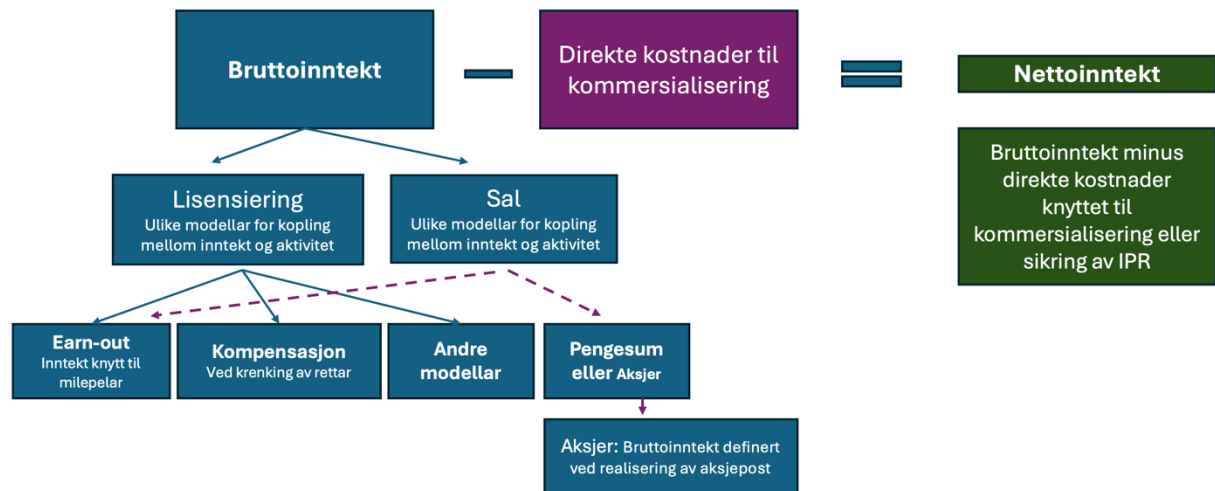 Bruttoinntekt
Direkte kostnader til
kommersialisering
Nettoinntekt
Bruttoinntekt minus
direkte kostnader
knyttet til
kommersialisering eller
sikring av IPR
Lisensiering
Ulike modellar for kopling
mellom inntekt og aktivitet
Sal
Ulike modellar for kopling
mellom inntekt og aktivitet
Earn-out
Inntekt knytt til
milepelar
Kompensasjon
Ved krenking av rettar
Andre
modellar
Pengesum
eller Aksjer
Aksjer: Bruttoinntekt definert
ved realisering av aksjepost